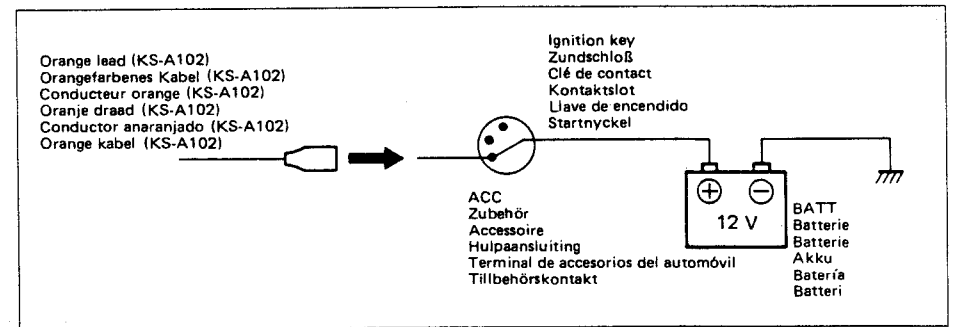 Orange lead (KS-A102)
Orangefarbenes Kabel (KS-A102)
Conducteur orange (KS-A102)
Oranje draad (KS-A102)
Conductor anaranjado (KS-A102)
Orange kabel (KS-A102)
Ignition key
Zundschloß
Clé de contact
Kontaktslot
Llave de encendido
Startnyckel
ACC
Zubehör
Accessoire
Hulpaansluiting
Terminal de accesorios del automóvil
Tillbehörskontakt
+ −
12 V
BATT
Batterie
Batterie
Akku
Batería
Batteri